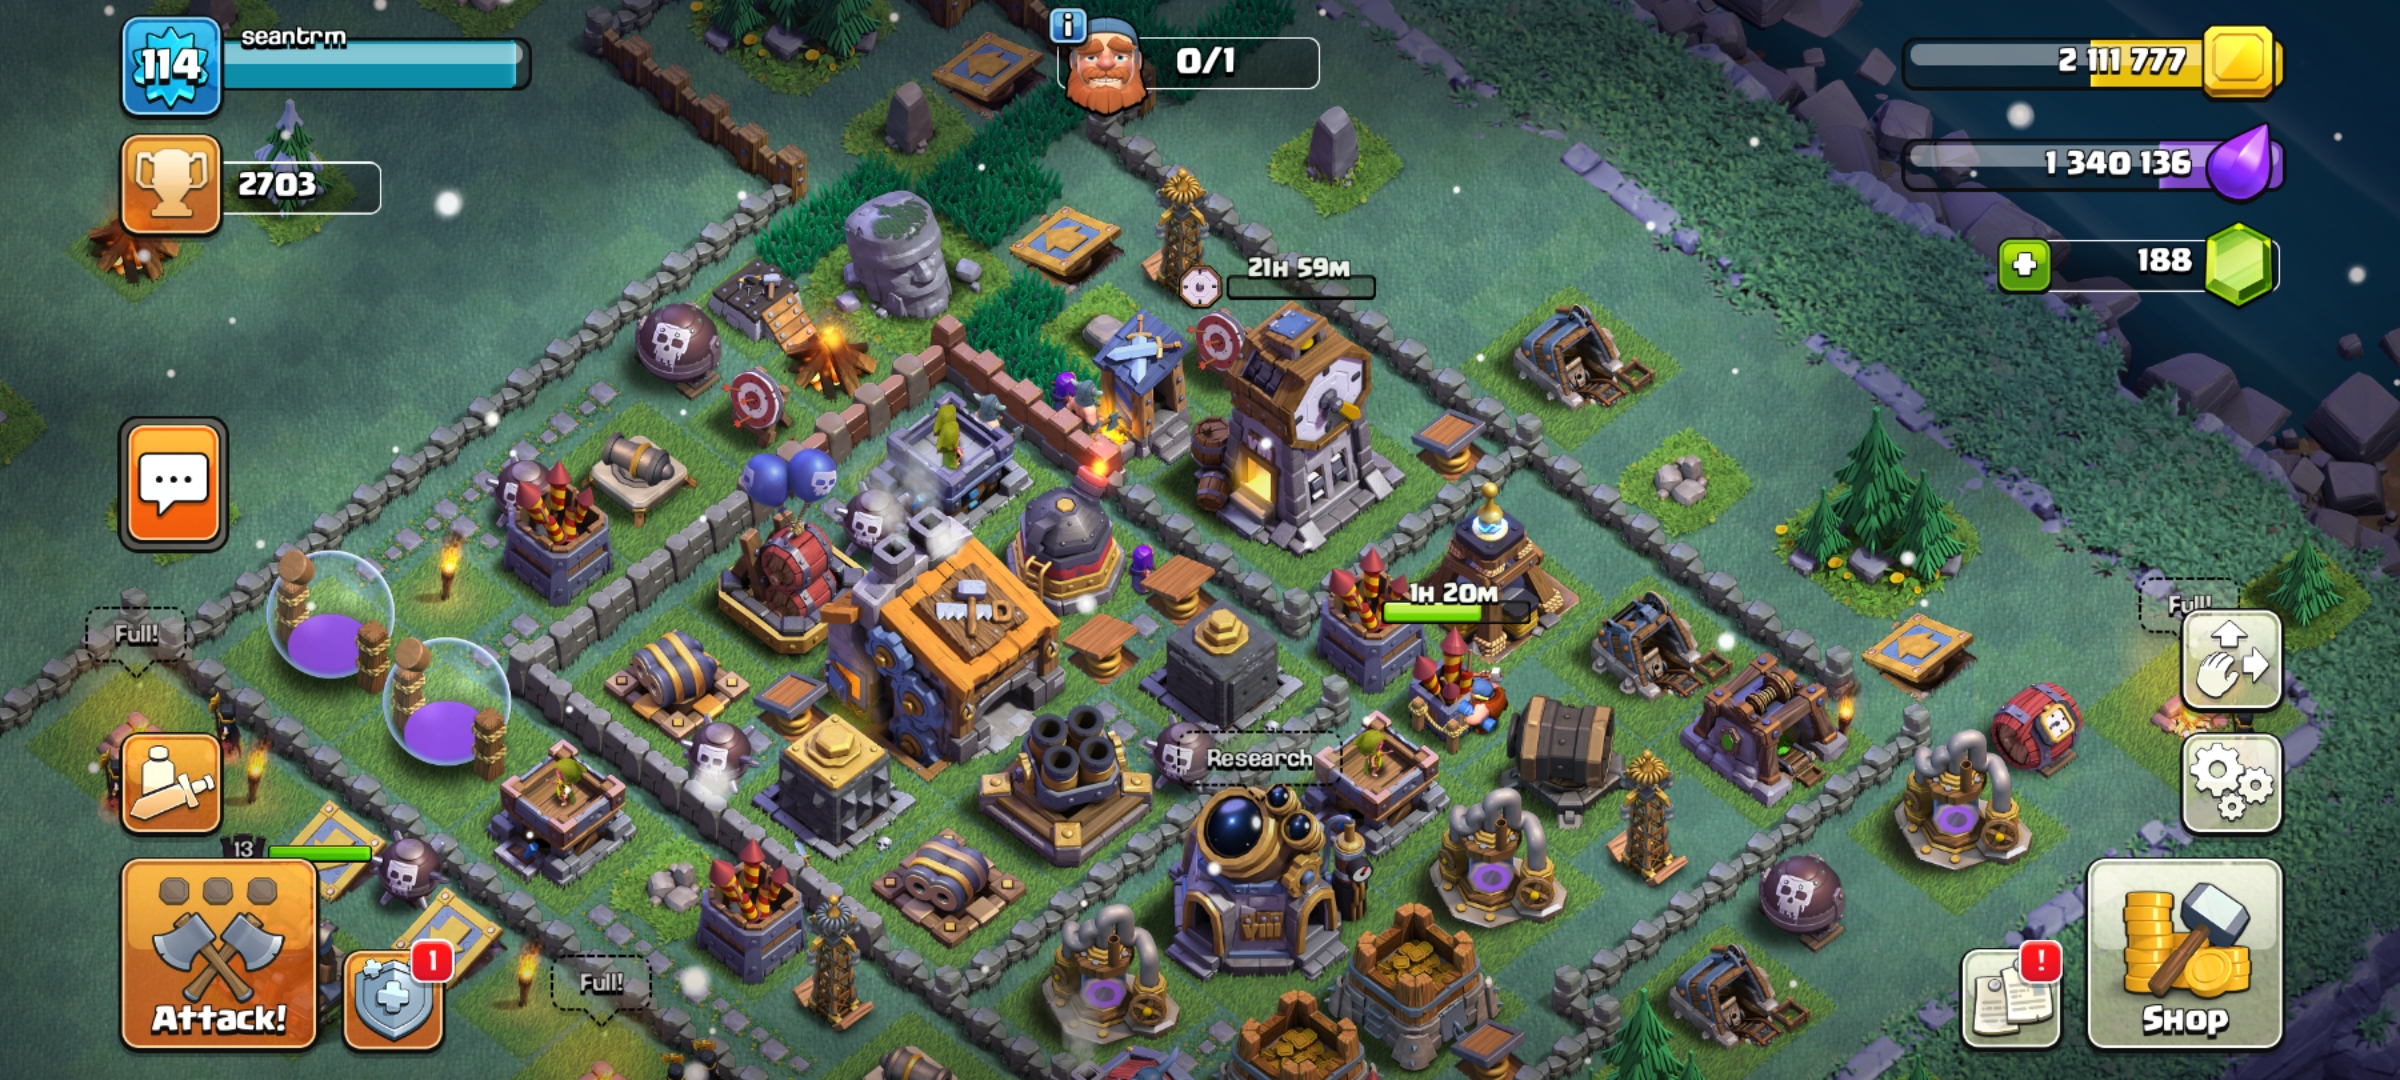 114
seantrm
i
0/1
2 111 777
2703
1 340 136
188
21H 59M
1H 20M
Full!
Full!
Research
VIII
13
1
Full!
!
Attack!
Shop